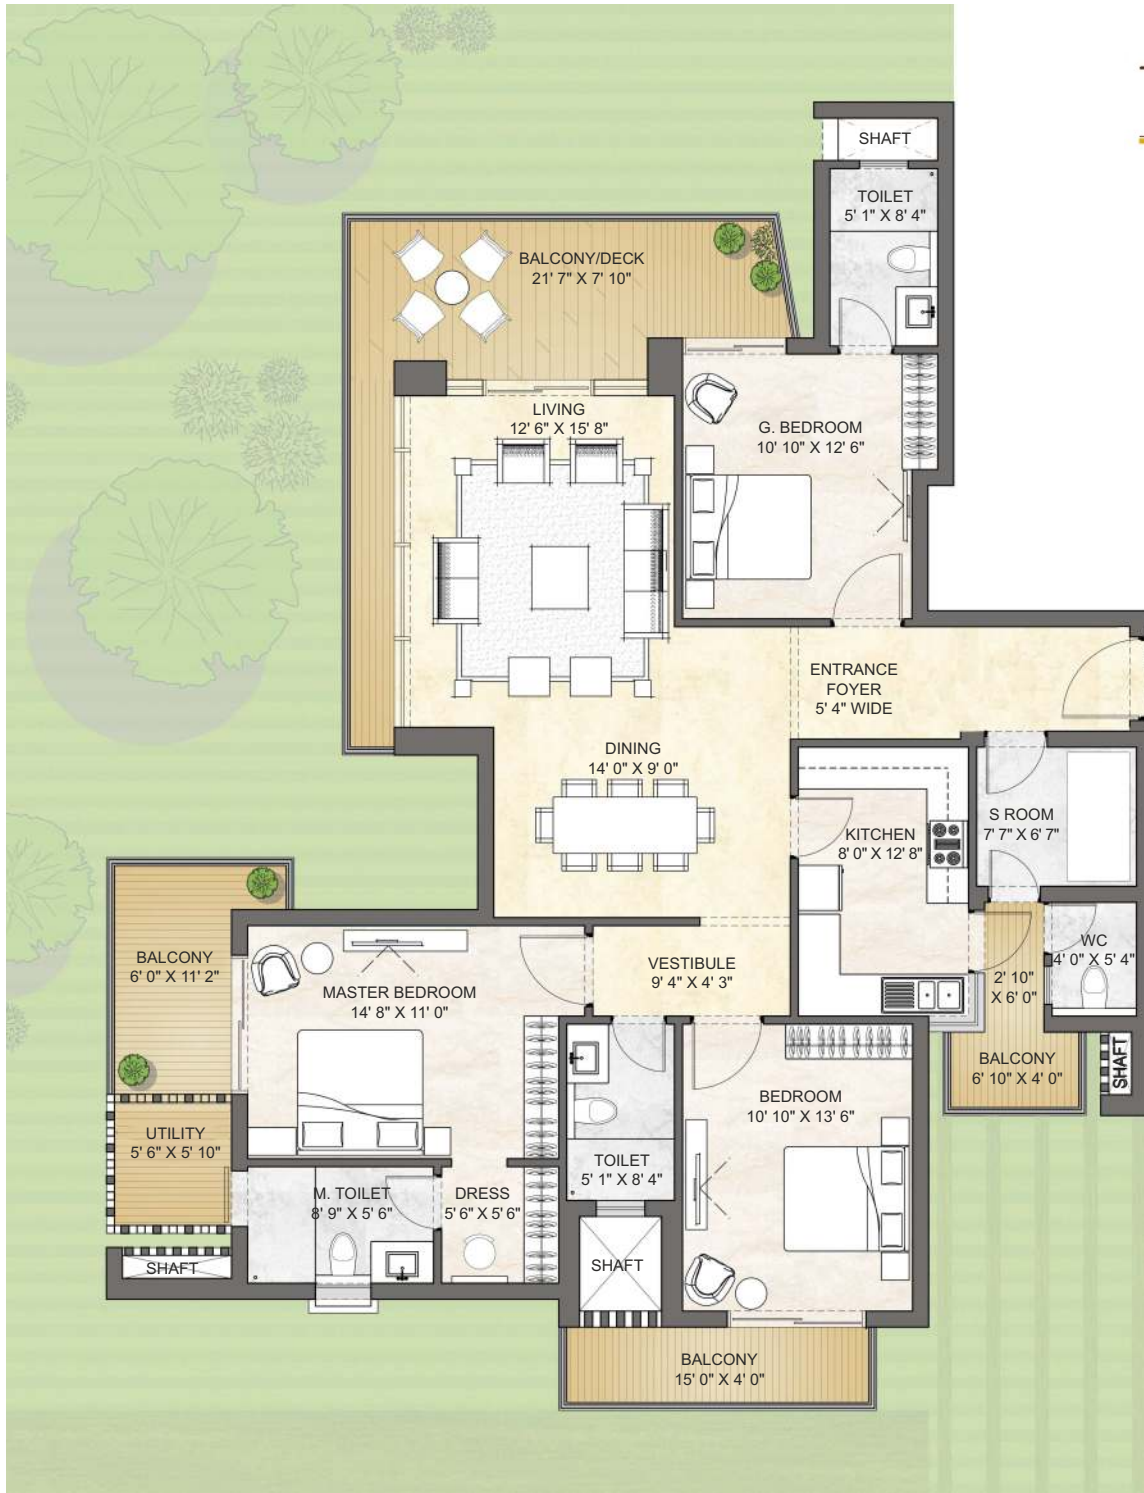 SHAFT
TOILET
5' 1" X 8' 4"
BALCONY/DECK
21' 7" X 7' 10"
LIVING
12' 6" X 15' 8"
G. BEDROOM
10' 10" X 12' 6"
ENTRANCE
FOYER
5' 4" WIDE
DINING
14' 0" X 9' 0"
KITCHEN
8' 0" X 12' 8"
S ROOM
7' 7" X 6' 7"
WC
4' 0" X 5' 4"
2' 10"
X 6' 0"
BALCONY
6' 0" X 11' 2"
MASTER BEDROOM
14' 8" X 11' 0"
VESTIBULE
9' 4" X 4' 3"
BALCONY
6' 10" X 4' 0"
SHAFT
BEDROOM
10' 10" X 13' 6"
UTILITY
5' 6" X 5' 10"
TOILET
5' 1" X 8' 4"
M. TOILET
8' 9" X 5' 6"
DRESS
5' 6" X 5' 6"
SHAFT
SHAFT
BALCONY
15' 0" X 4' 0"